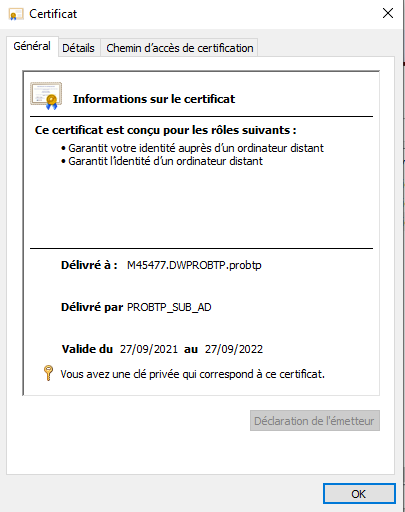 Certificat
Général Détails Chemin d'accès de certification
Informations sur le certificat
Ce certificat est conçu pour les rôles suivants :
• Garantit votre identité auprès d'un ordinateur distant
• Garantit l'identité d'un ordinateur distant
Délivré à : M45477.DWPROBTP.probtp
Délivré par PROBTP_SUB_AD
Valide du 27/09/2021 au 27/09/2022
Vous avez une clé privée qui correspond à ce certificat.
Déclaration de l'émetteur
OK